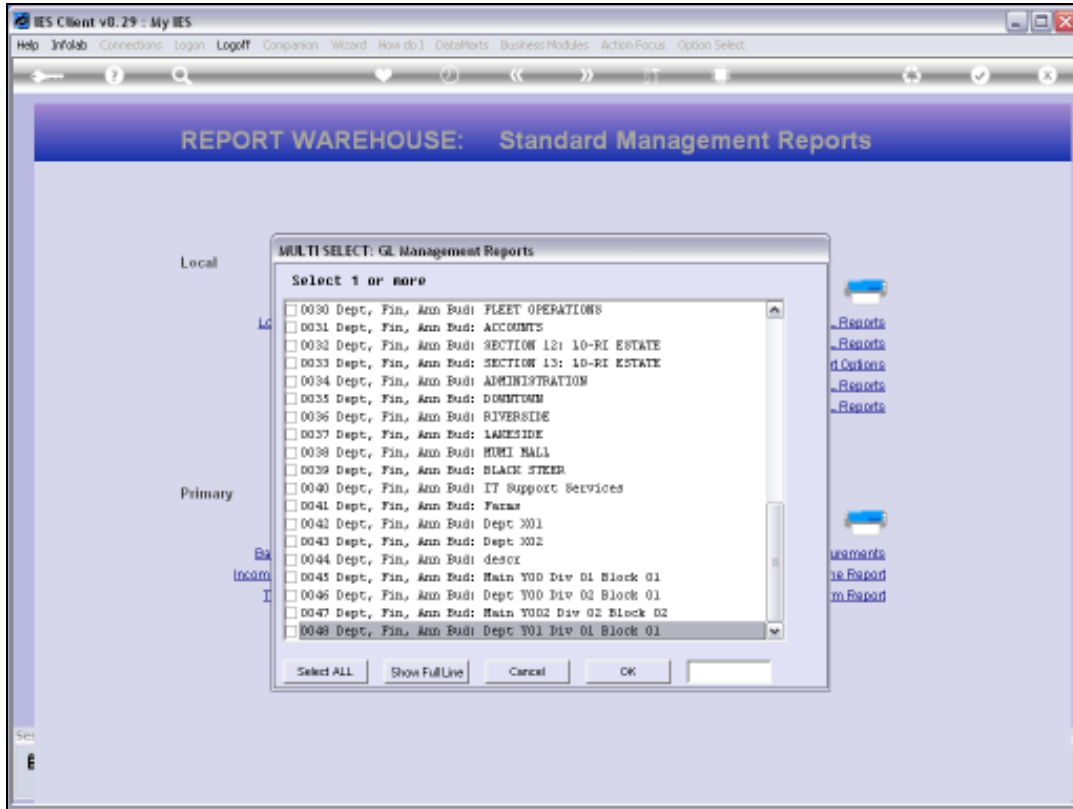 IES Client v8.29 : My IES
Help Infolab Connections Logon Logoff Companion Wizard How do I DataMarts Business Modules Action Focus Option Select
REPORT WAREHOUSE: Standard Management Reports
MULTI SELECT: GL Management Reports
Local
Select 1 or more
0030 Dept, Fin, Ann Bud: FLEET OPERATIONS
0031 Dept, Fin, Ann Bud: ACCOUNTS
Reports
0032 Dept, Fin, Ann Bud: SECTION 12: 10-RI ESTATE
Reports
0033 Dept, Fin, Ann Bud: SECTION 13: 10-RI ESTATE
Options
0034 Dept, Fin, Ann Bud: ADMINISTRATION
Reports
0035 Dept, Fin, Ann Bud: DOWNTOWN
Reports
0036 Dept, Fin, Ann Bud: RIVERSIDE
0037 Dept, Fin, Ann Bud: LAKESIDE
0038 Dept, Fin, Ann Bud: MUMI MALL
0039 Dept, Fin, Ann Bud: BLACK STEER
0040 Dept, Fin, Ann Bud: IT Support Services
Primary
0041 Dept, Fin, Ann Bud: Farms
0042 Dept, Fin, Ann Bud: Dept X01
0043 Dept, Fin, Ann Bud: Dept X02
Ba
0044 Dept, Fin, Ann Bud: descr
urements
Incom
0045 Dept, Fin, Ann Bud: Main Y00 Div 01 Block 01
ne Report
T
0046 Dept, Fin, Ann Bud: Dept Y00 Div 02 Block 01
rm Report
0047 Dept, Fin, Ann Bud: Main Y002 Div 02 Block 02
0048 Dept, Fin, Ann Bud: Dept Y01 Div 01 Block 01
Select ALL Show Full Line Cancel OK
Ser